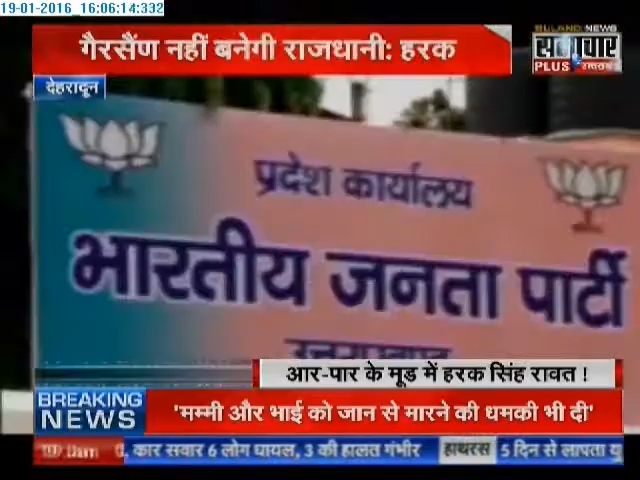 19-01-2016_16:06:14:332
गैरसैंण नहीं बनेगी राजधानी: हरक
NEWS
समाचार
PLUS
देहरादून
प्रदेश कार्यालय
भारतीय जनता पार्टी
आर-पार के मूड में हरक सिंह रावत !
BREAKING NEWS
'मम्मी और भाई को जान से मारने की धमकी भी दी'
, कार सवार 6 लोग घायल, 3 की हालत गंभीर हाथरस 5 दिन से लापता यु